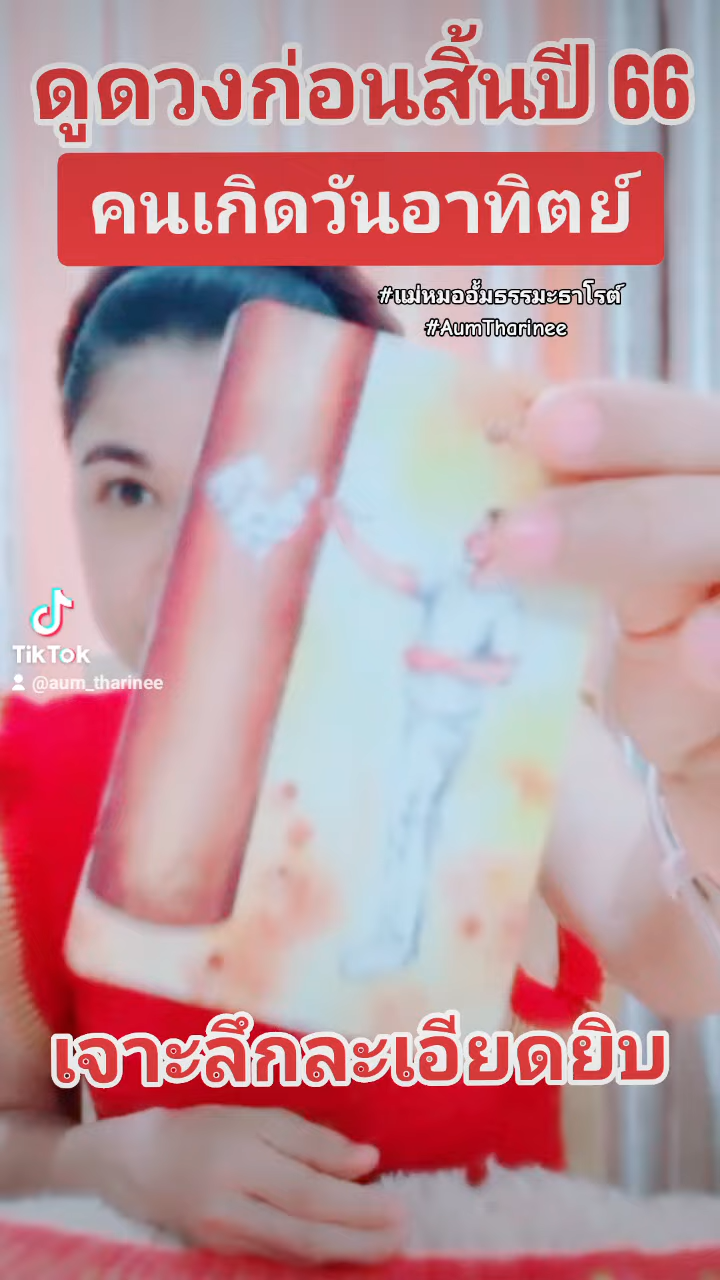 ดูดวงก่อนสิ้นปี 66
คนเกิดวันอาทิตย์
#แม่หมออั้มธรรมะธาโรต์
#AumTharinee
TikTok
@aum_tharinee
เจาะลึกละเอียดยิบ